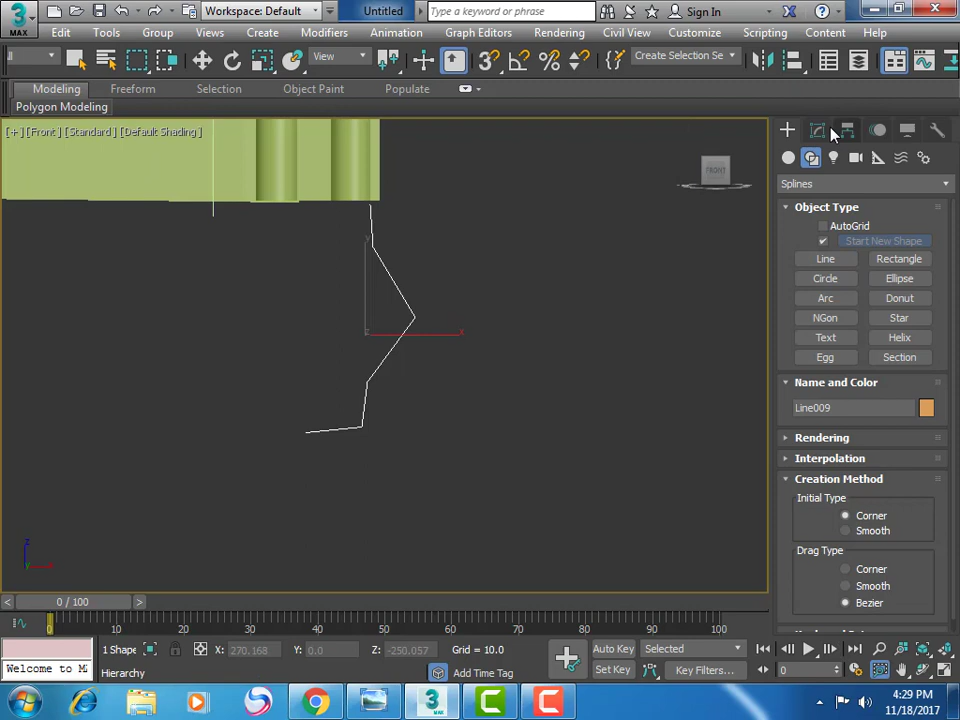 3
MAX
Workspace: Default
Untitled
Type a keyword or phrase
Sign In
Edit
Tools
Group
Views
Create
Modifiers
Animation
Graph Editors
Rendering
Civil View
Customize
Scripting
Content
Help
View
Create Selection Se
Modeling
Freeform
Selection
Object Paint
Populate
Polygon Modeling
[+] [Front] [Standard] [Default Shading]
FRONT
Splines
Object Type
AutoGrid
Start New Shape
Line
Rectangle
Circle
Ellipse
Arc
Donut
NGon
Star
Text
Helix
Egg
Section
Name and Color
Line009
Rendering
Interpolation
Creation Method
Initial Type
Corner
Smooth
Drag Type
Corner
Smooth
Bezier
y
z
x
z
x
y
0 / 100
0 10 20 30 40 50 60 70 80 90 100
1 Shape
X: 270.168
Y: 0.0
Z: -250.057
Grid = 10.0
Auto Key
Selected
Welcome to M
Hierarchy
Add Time Tag
Set Key
Key Filters...
0
4:29 PM
11/18/2017